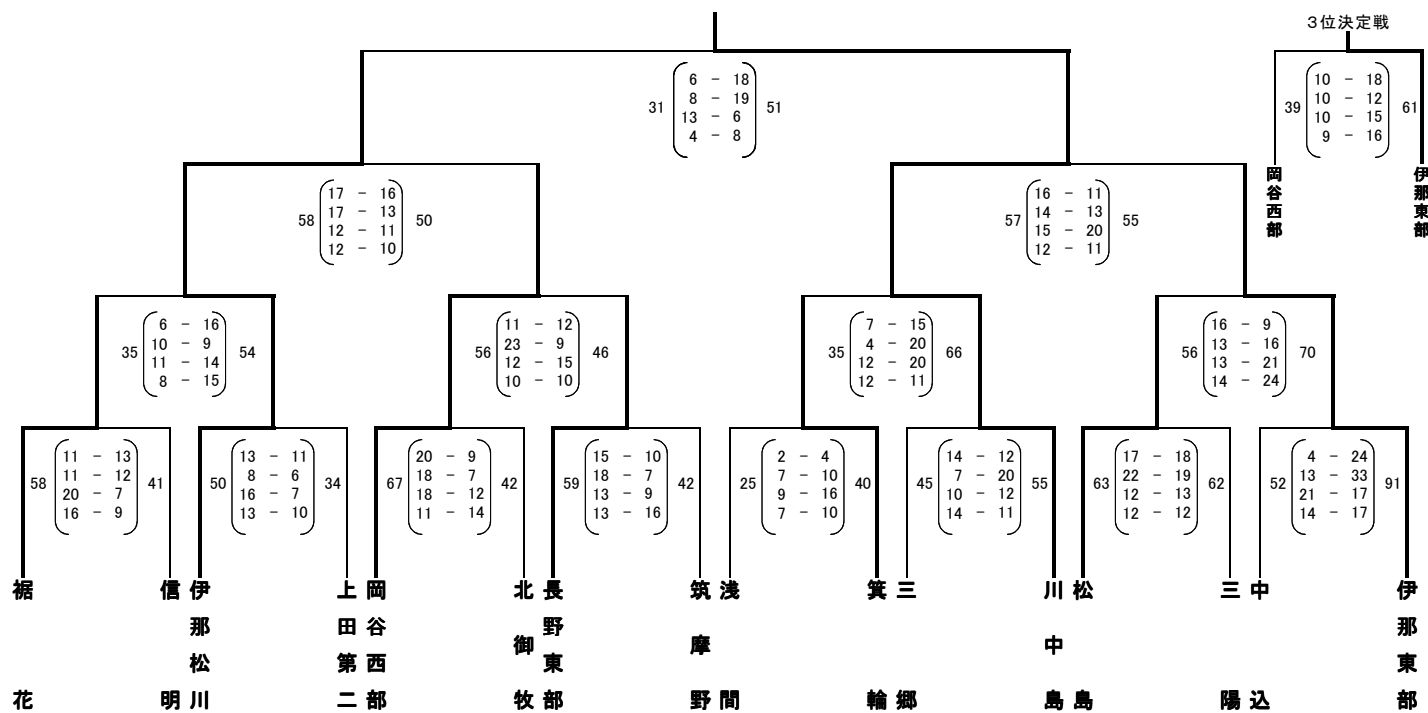 3位決定戦
31 6 - 18 51
8 - 19
13 - 6
4 - 8
39 10 - 18 61
10 - 12
10 - 15
9 - 16
岡谷西部
伊那東部
58 17 - 16 50
17 - 13
12 - 11
12 - 10
57 16 - 11 55
14 - 13
15 - 20
12 - 11
35 6 - 16 54
10 - 9
11 - 14
8 - 15
56 11 - 12 46
23 - 9
12 - 15
10 - 10
35 7 - 15 66
4 - 20
12 - 20
12 - 11
56 16 - 9 70
13 - 16
13 - 21
14 - 24
58 11 - 13 41
11 - 12
20 - 7
16 - 9
50 13 - 11 34
8 - 6
16 - 7
13 - 10
67 20 - 9 42
18 - 7
18 - 12
11 - 14
59 15 - 10 42
18 - 7
13 - 9
13 - 16
25 2 - 4 40
7 - 10
9 - 16
7 - 10
45 14 - 12 55
7 - 20
10 - 12
14 - 11
63 17 - 18 62
22 - 19
12 - 13
12 - 12
52 4 - 24 91
13 - 33
21 - 17
14 - 17
裾花
信明
伊那松川
上田第二
岡谷西部
北御牧
長野東部
筑摩野
浅間
箕輪
三郷
川中島
松島
三陽
中込
伊那東部